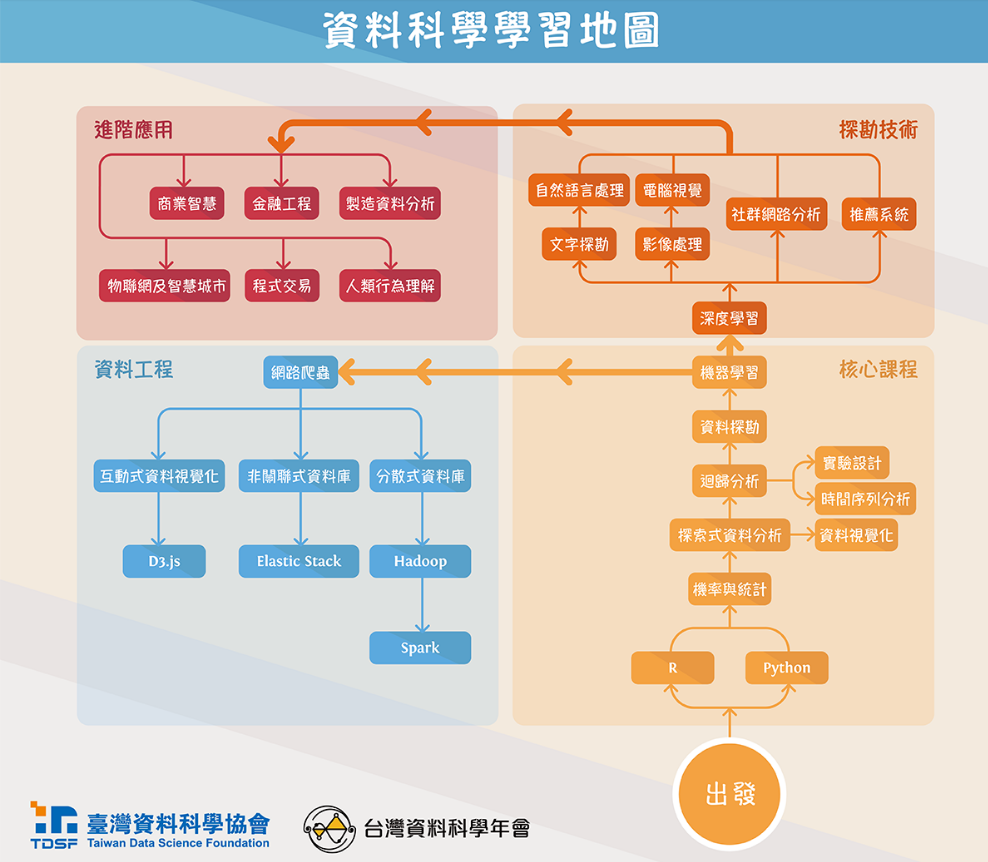 資料科學學習地圖
進階應用
商業智慧
金融工程
製造資料分析
物聯網及智慧城市
程式交易
人類行為理解
探勘技術
自然語言處理
電腦視覺
社群網路分析
推薦系統
文字探勘
影像處理
深度學習
資料工程
網路爬蟲
互動式資料視覺化
非關聯式資料庫
分散式資料庫
D3.js
Elastic Stack
Hadoop
Spark
核心課程
機器學習
資料探勘
迴歸分析
實驗設計
時間序列分析
探索式資料分析
資料視覺化
機率與統計
R
Python
出發
TDSF
臺灣資料科學協會
Taiwan Data Science Foundation
台灣資料科學年會